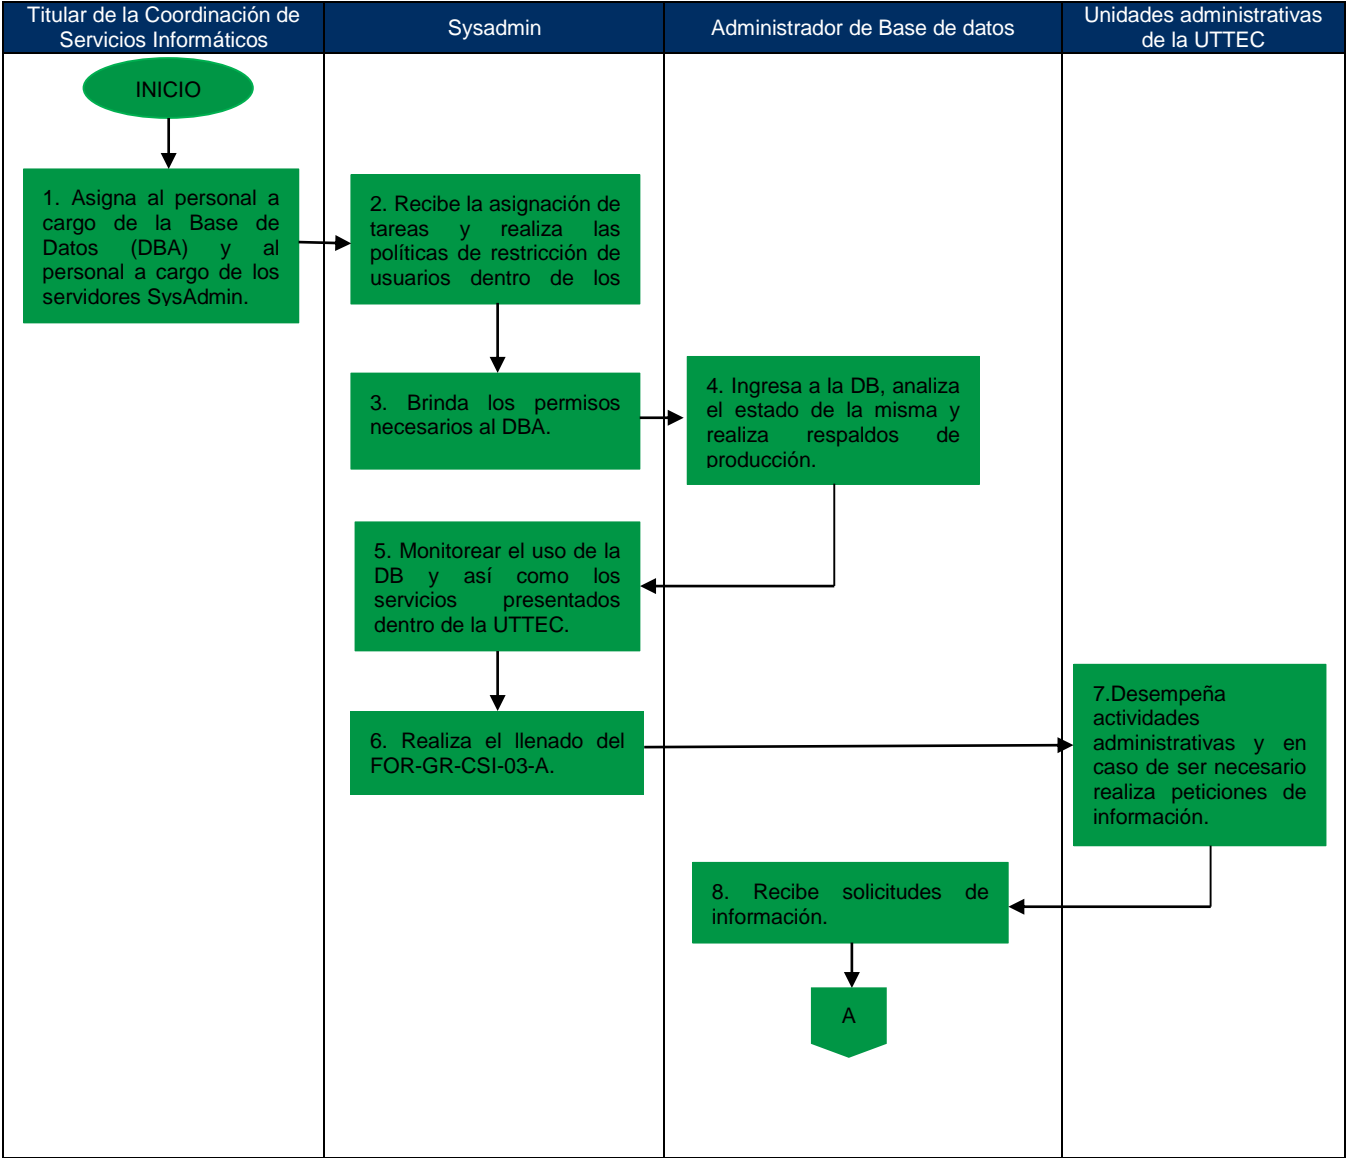 Titular de la Coordinación de
Servicios Informáticos
Sysadmin
Administrador de Base de datos
Unidades administrativas
de la UTTEC
INICIO
1. Asigna al personal a
cargo de la Base de
Datos (DBA) y al
personal a cargo de los
servidores SysAdmin.
2. Recibe la asignación de
tareas y realiza las
políticas de restricción de
usuarios dentro de los
3. Brinda los permisos
necesarios al DBA.
4. Ingresa a la DB, analiza
el estado de la misma y
realiza respaldos de
producción.
5. Monitorear el uso de la
DB y así como los
servicios presentados
dentro de la UTTEC.
6. Realiza el llenado del
FOR-GR-CSI-03-A.
7.Desempeña
actividades
administrativas y en
caso de ser necesario
realiza peticiones de
información.
8. Recibe solicitudes de
información.
A